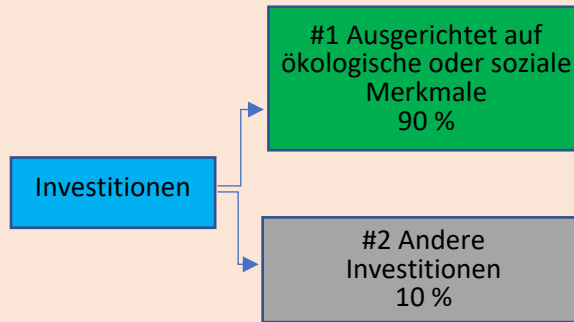 #1 Ausgerichtet auf
ökologische oder soziale
Merkmale
90 %
Investitionen
#2 Andere
Investitionen
10 %